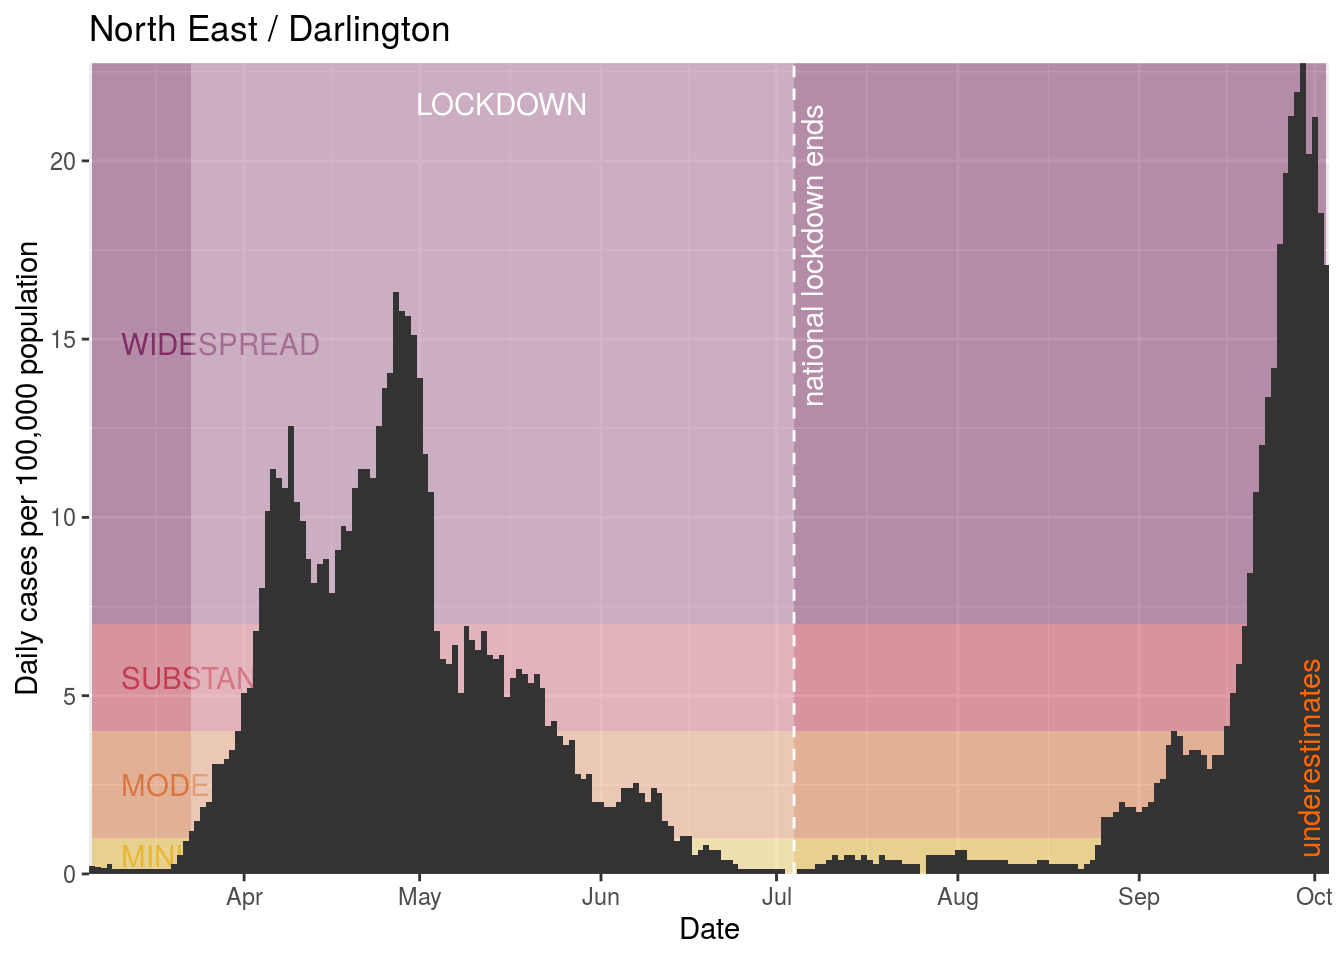 North East / Darlington
LOCKDOWN
national lockdown ends
WIDESPREAD
SUBSTAN
MODE
MINI
underestimates
Daily cases per 100,000 population
20
15
10
5
0
Apr
May
Jun
Jul
Aug
Sep
Oct
Date